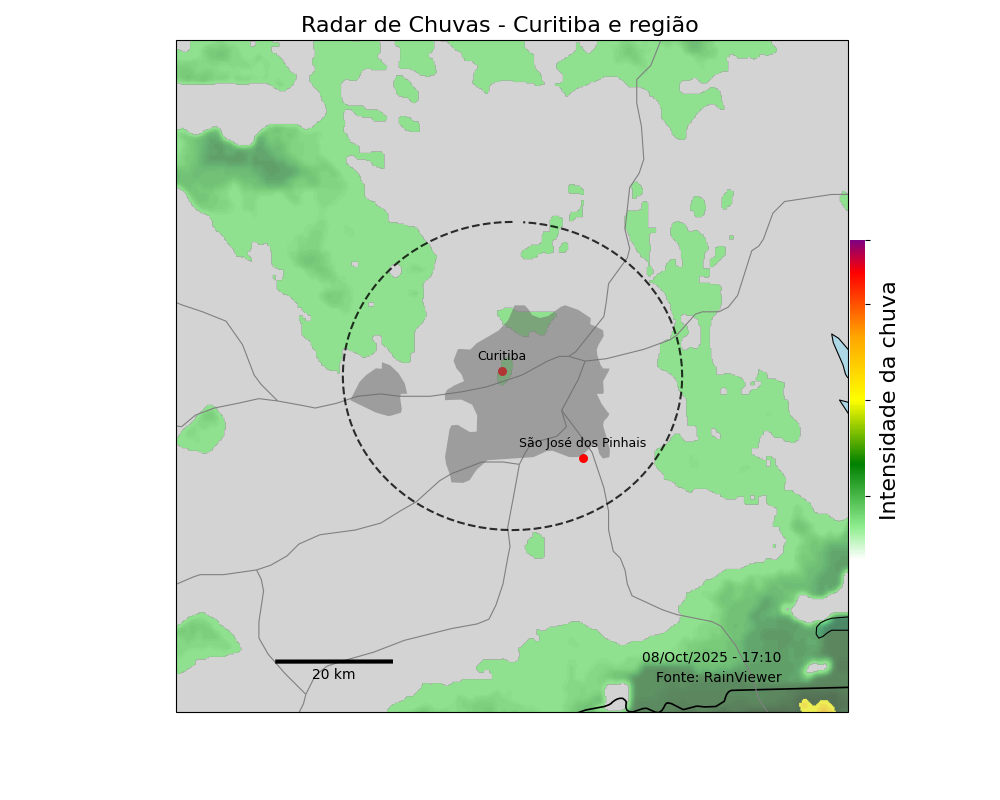 Radar de Chuvas - Curitiba e região
Curitiba
São José dos Pinhais
Intensidade da chuva
08/Oct/2025 - 17:10
Fonte: RainViewer
20 km